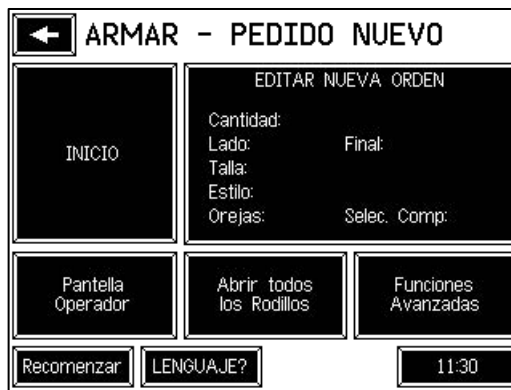 ARMAR - PEDIDO NUEVO
EDITAR NUEVA ORDEN
INICIO
Cantidad:
Lado: Final:
Talla:
Estilo:
Orejas: Selec. Comp:
Pantella
Operador
Abrir todos
los Rodillos
Funciones
Avanzadas
Recomenzar LENGUAJE? 11:30